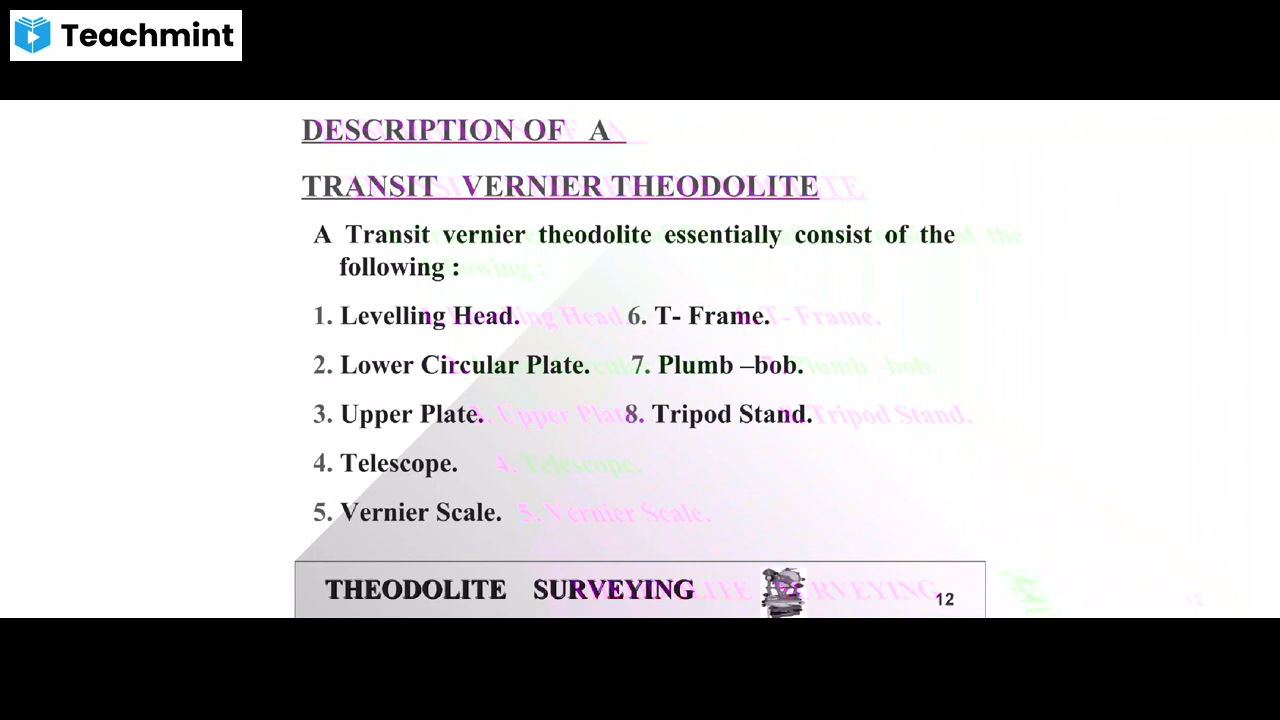 Teachmint
DESCRIPTION OF A
TRANSIT VERNIER THEODOLITE
A Transit vernier theodolite essentially consist of the
following :
1. Levelling Head. 6. T- Frame.
2. Lower Circular Plate. 7. Plumb –bob.
3. Upper Plate. 8. Tripod Stand.
4. Telescope.
5. Vernier Scale.
THEODOLITE SURVEYING 12